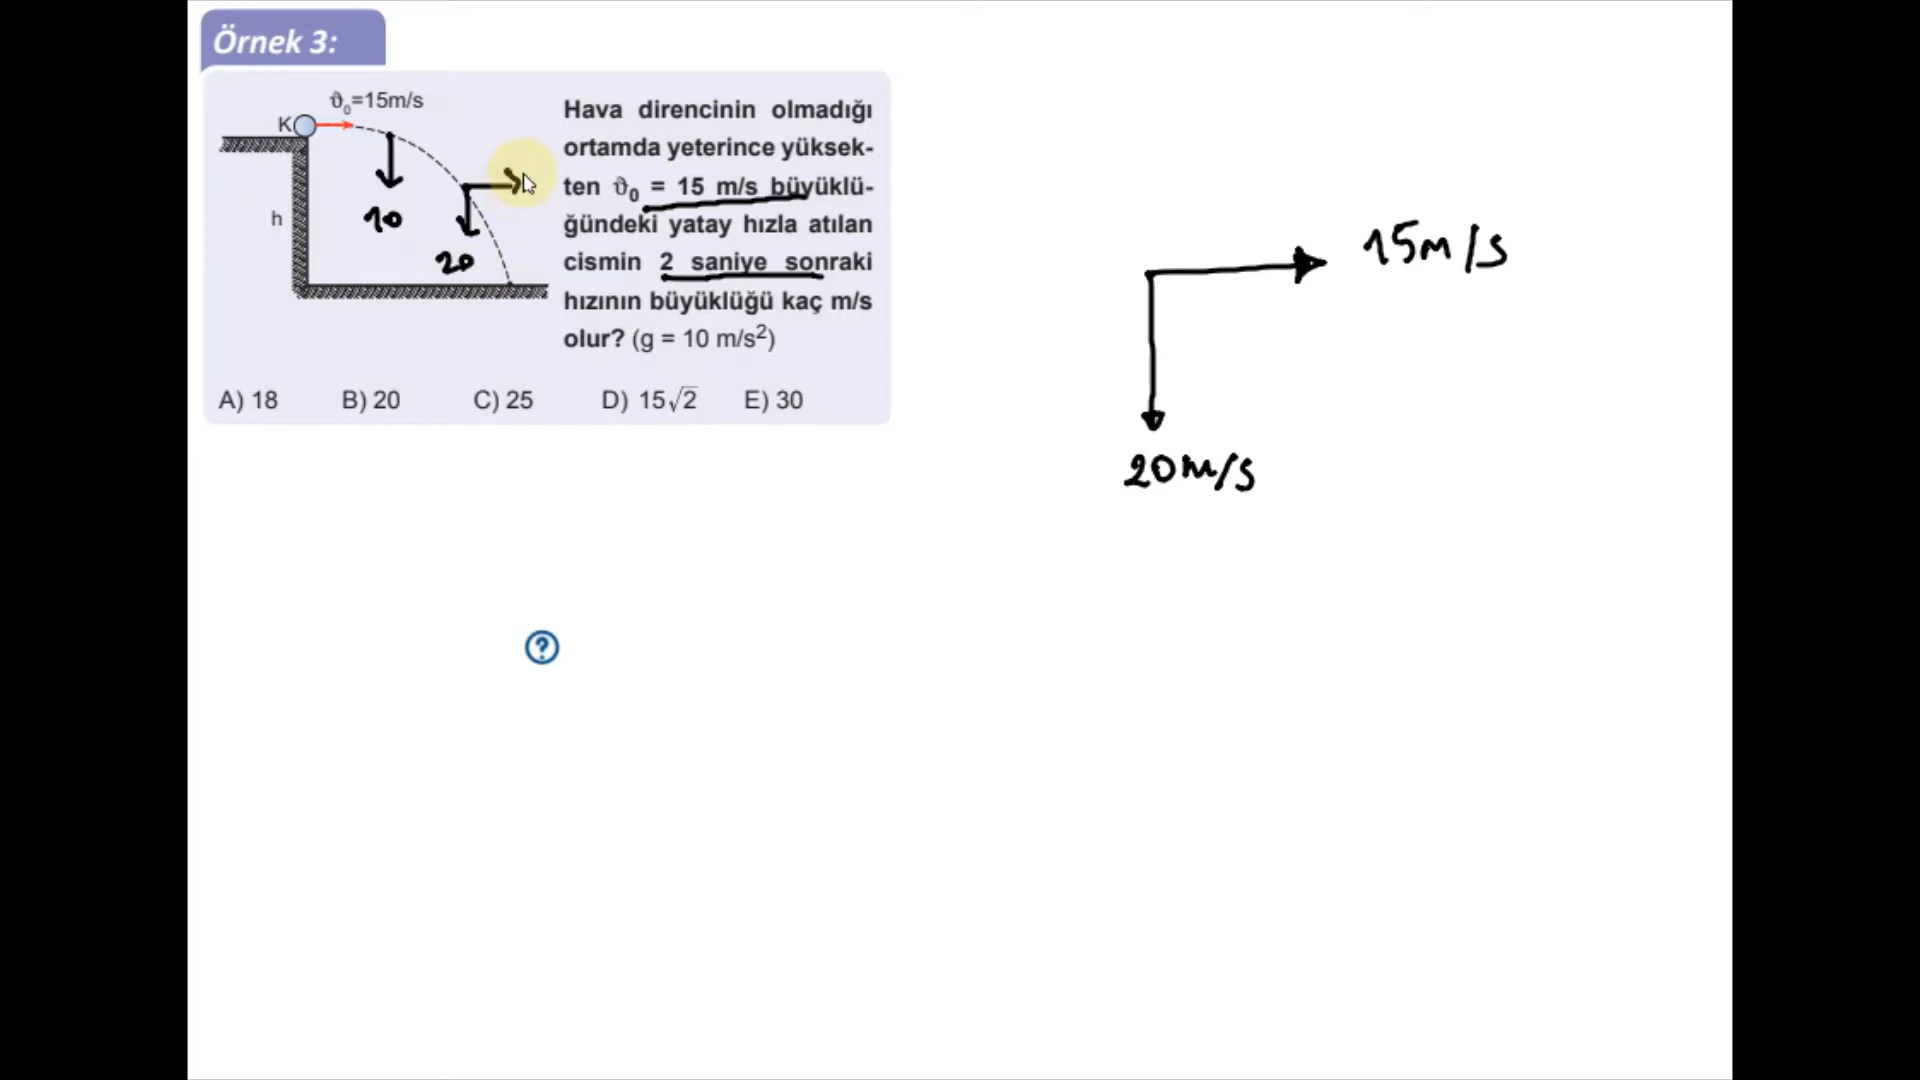 Örnek 3:
ϑ₀=15m/s
K
h
10
20
Hava direncinin olmadığı
ortamda yeterince yüksek-
ten ϑ₀ = 15 m/s büyüklü-
ğündeki yatay hızla atılan
cismin 2 saniye sonraki
hızının büyüklüğü kaç m/s
olur? (g = 10 m/s²)
A) 18 B) 20 C) 25 D) 15√2 E) 30
15m/s
20m/s
?